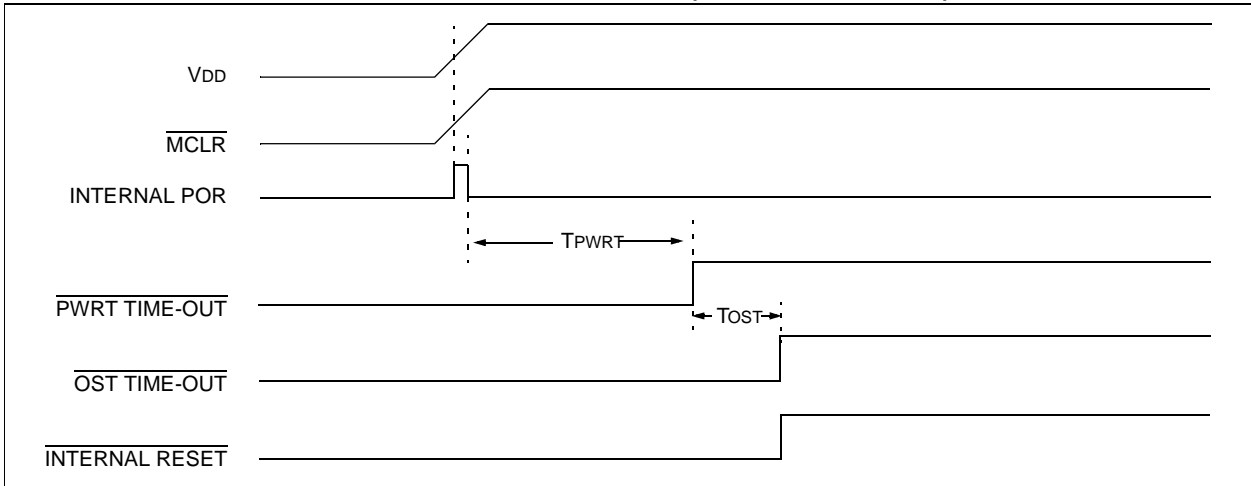 VDD
MCLR
INTERNAL POR
TPWRT
PWRT TIME-OUT
TOST
OST TIME-OUT
INTERNAL RESET